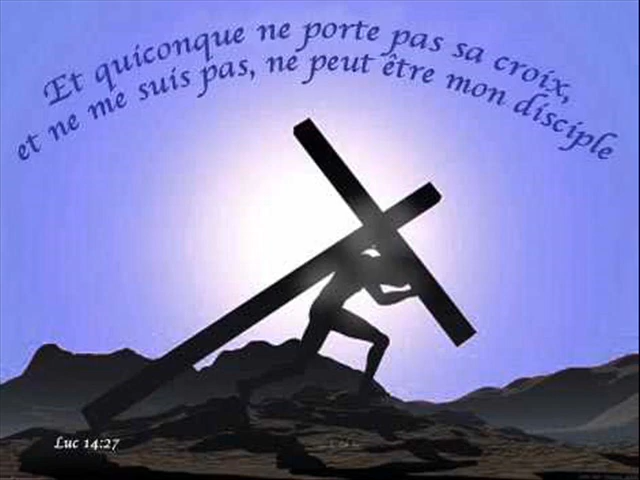 Et quiconque ne porte pas sa croix,
et ne me suis pas, ne peut être mon disciple
Luc 14:27